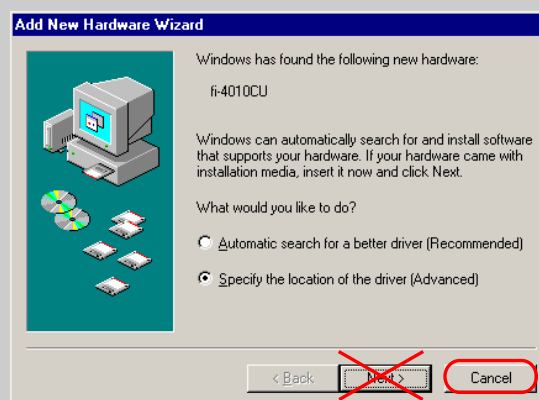 Add New Hardware Wizard
Windows has found the following new hardware:
fi-4010CU
Windows can automatically search for and install software
that supports your hardware. If your hardware came with
installation media, insert it now and click Next.
What would you like to do?
Automatic search for a better driver (Recommended)
Specify the location of the driver (Advanced)
< Back
Next >
Cancel